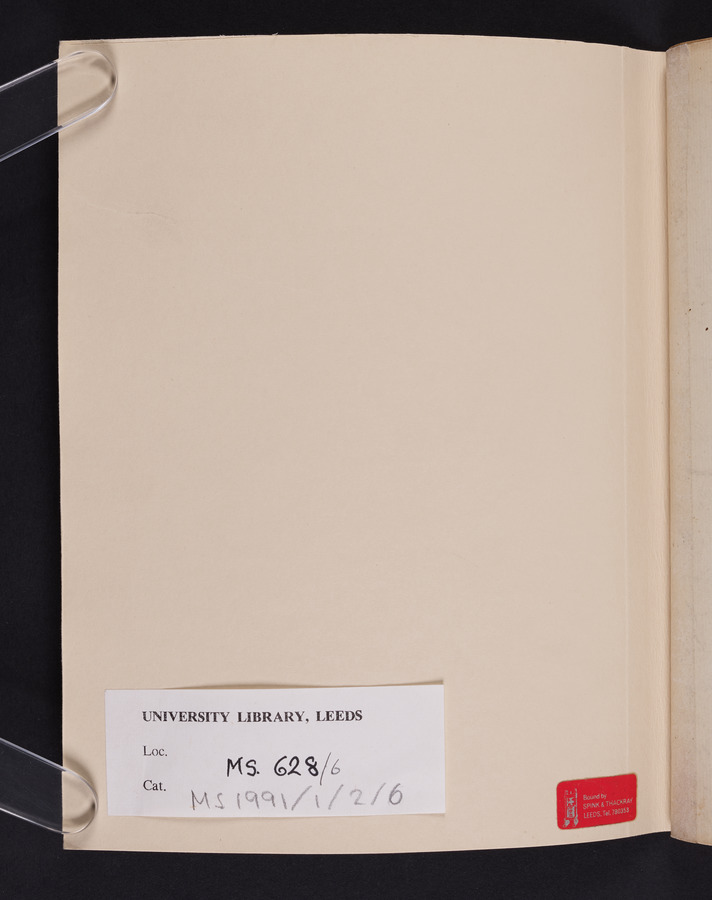 UNIVERSITY LIBRARY, LEEDS
Loc.
MS. 628/6
Cat.
MS 1991/1/2/6
Bound by
SPINK & THACKRAY
LEEDS. Tel. 780353